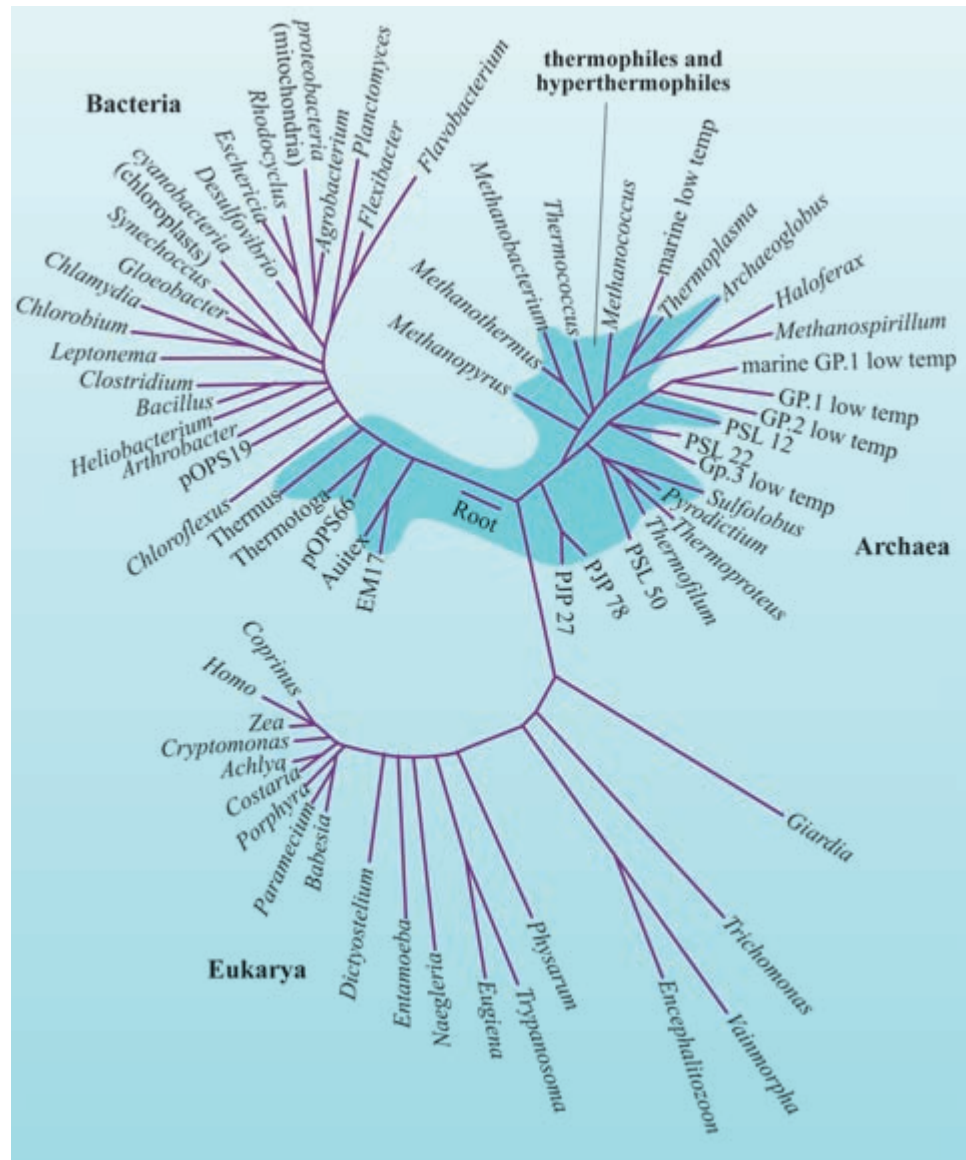 thermophiles and
hyperthermophiles
Bacteria
proteobacteria
(mitochondria)
Planctomyces
Flavobacterium
Flexibacter
Agrobacterium
Rhodocyclus
Eschericia
Desulfovibrio
cyanobacteria
(chloroplasts)
Synechoccus
Gloeobacter
Chlamydia
Chlorobium
Leptonema
Clostridium
Bacillus
Heliobacterium
Arthrobacter
pOPS19
Chloroflexus
Thermus
Thermotoga
pOPS66
Auitex
EM17
Root
Methanopyrus
Methanothermus
Methanobacterium
Thermococcus
Methanococcus
marine low temp
Thermoplasma
Archaeoglobus
Haloferax
Methanospirillum
marine GP.1 low temp
GP.1 low temp
GP.2 low temp
PSL 12
PSL 22
Gp.3 low temp
Sulfolobus
Pyrodictium
Thermoproteus
Thermofilum
PSL 50
PJP 78
PJP 27
Archaea
Coprinus
Homo
Zea
Cryptomonas
Achlya
Costaria
Porphyra
Paramecium
Babesia
Dictyostelium
Entamoeba
Naegleria
Eugiena
Trypanosoma
Physarum
Encephalitozoon
Vainmorpha
Trichomonas
Giardia
Eukarya